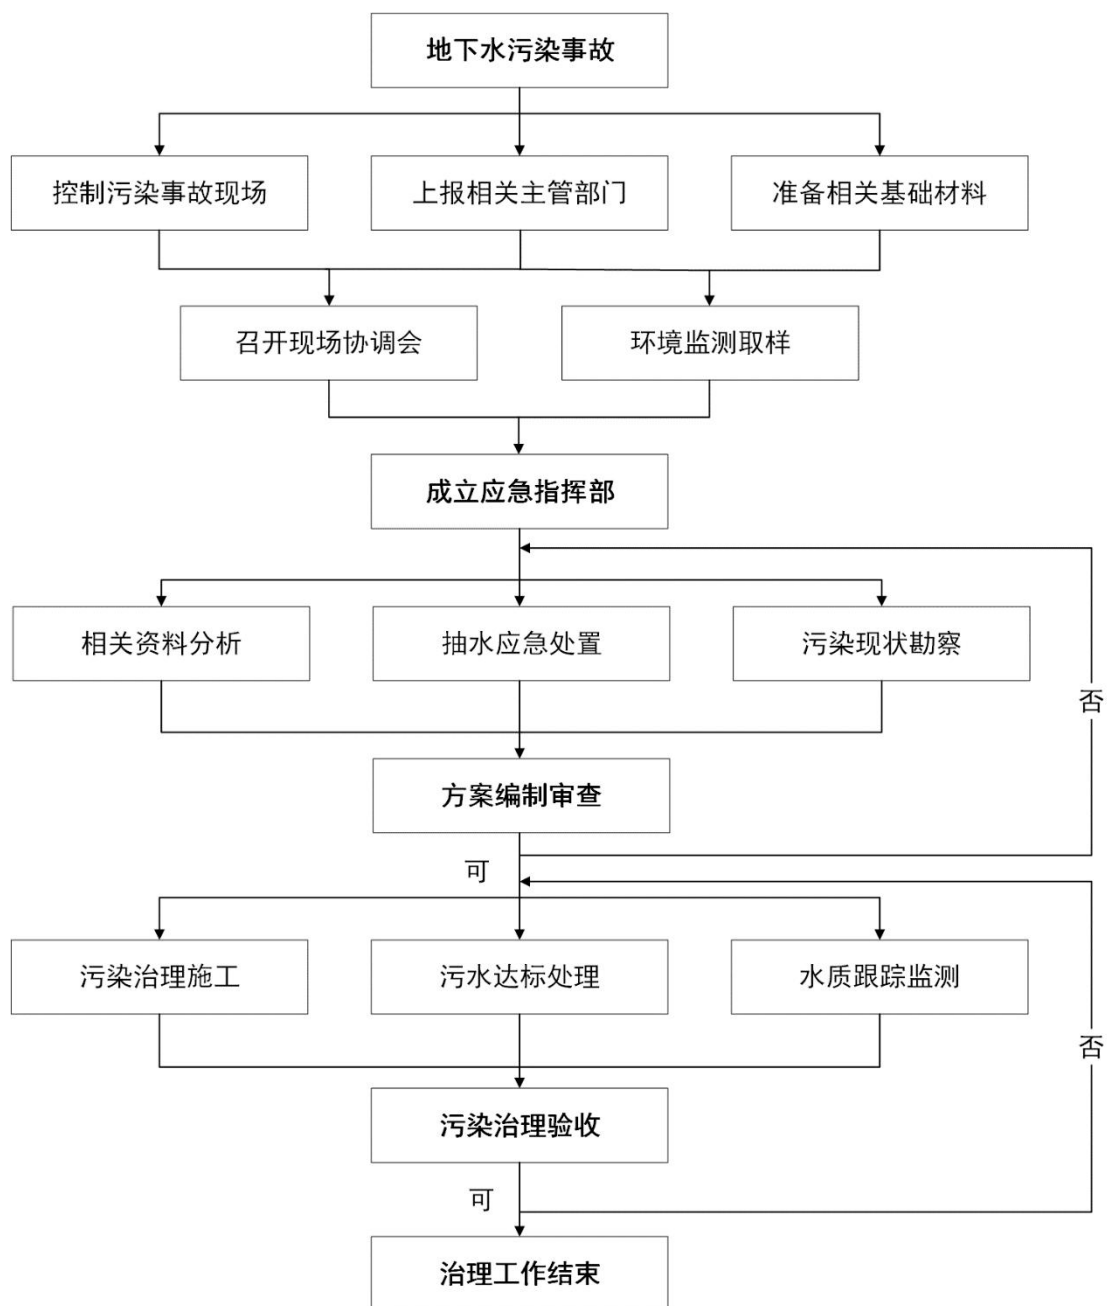 地下水污染事故
控制污染事故现场
上报相关主管部门
准备相关基础材料
召开现场协调会
环境监测取样
成立应急指挥部
相关资料分析
抽水应急处置
污染现状勘察
否
方案编制审查
可
污染治理施工
污水达标处理
水质跟踪监测
否
污染治理验收
可
治理工作结束